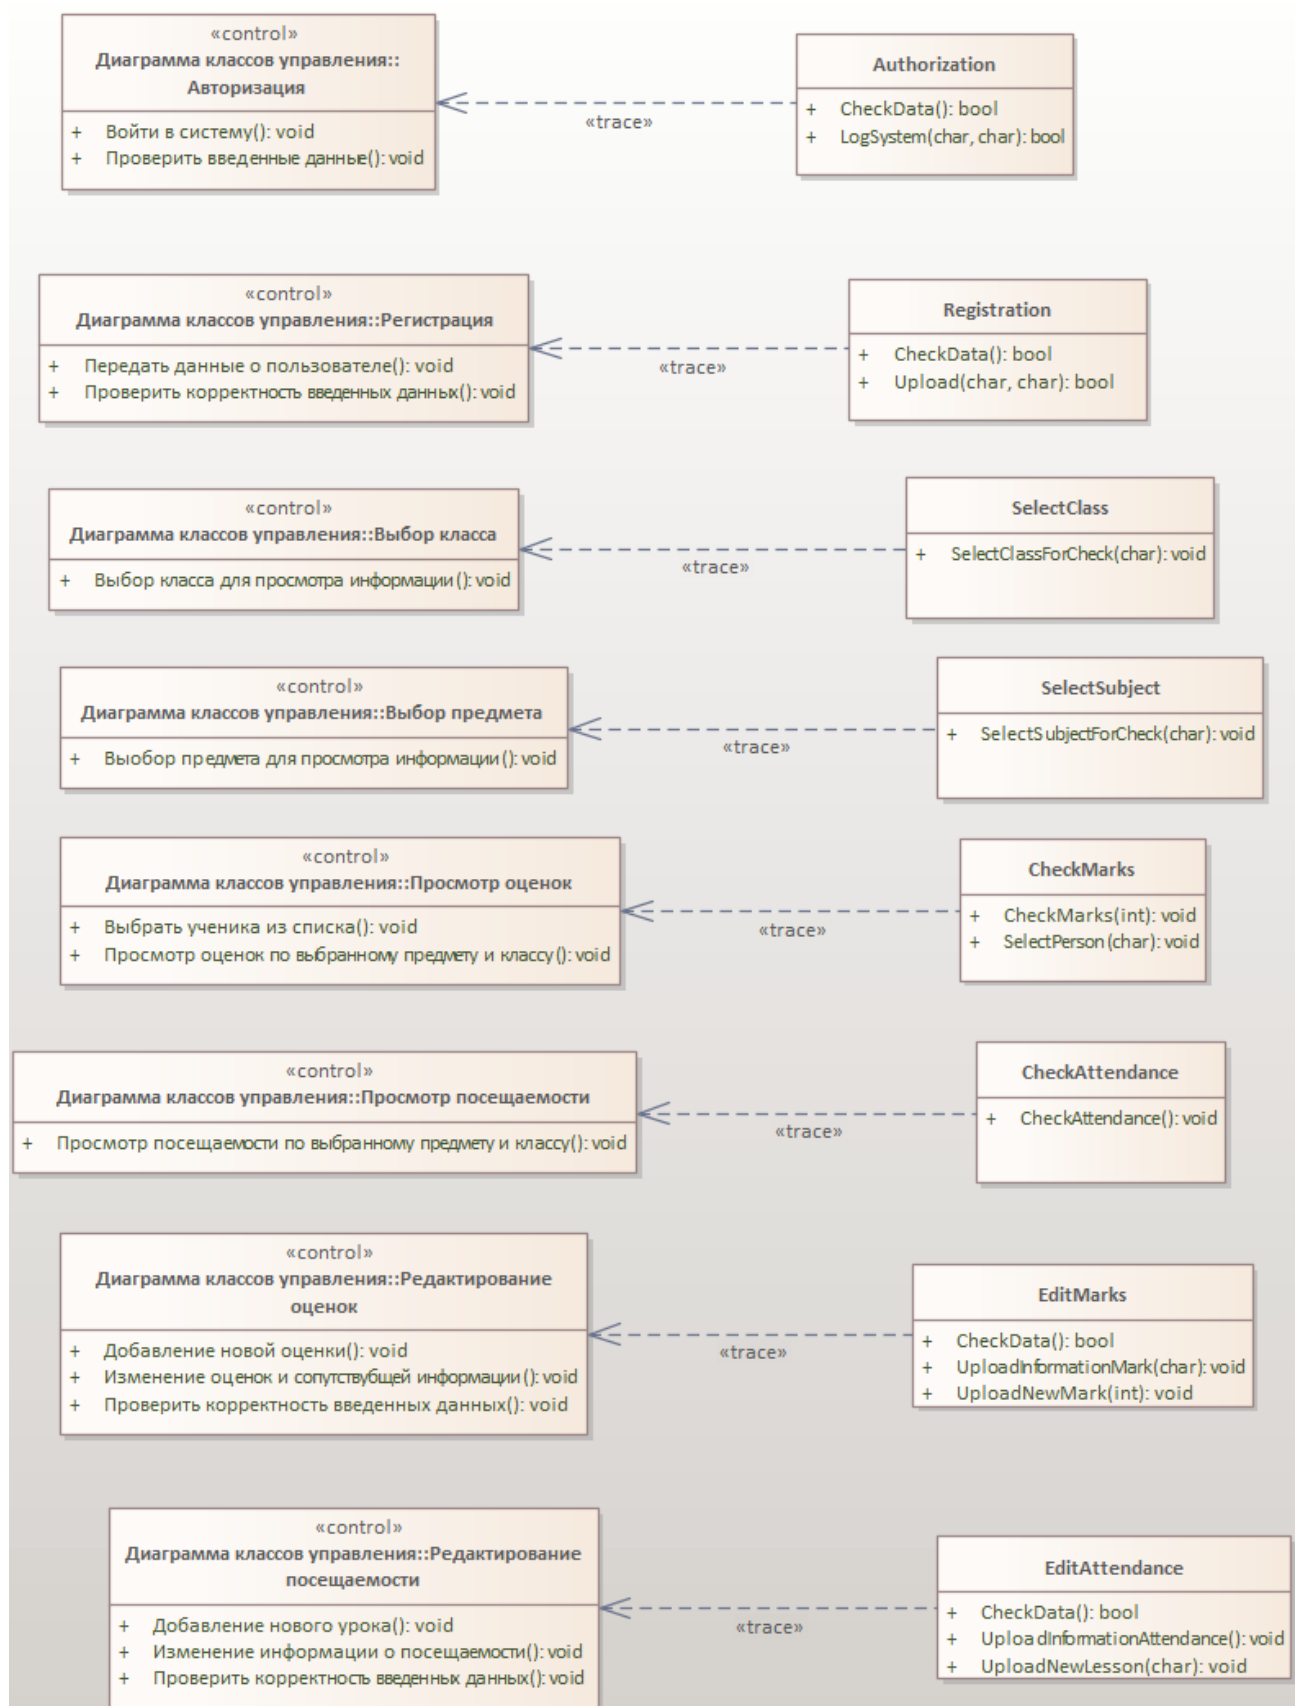 «control»
Диаграмма классов управления::
Авторизация
+ Войти в систему(): void
+ Проверить введенные данные(): void
«trace»
Authorization
+ CheckData(): bool
+ LogSystem(char, char): bool
«control»
Диаграмма классов управления::Регистрация
+ Передать данные о пользователе(): void
+ Проверить корректность введенных данных(): void
«trace»
Registration
+ CheckData(): bool
+ Upload(char, char): bool
«control»
Диаграмма классов управления::Выбор класса
+ Выбор класса для просмотра информации(): void
«trace»
SelectClass
+ SelectClassForCheck(char): void
«control»
Диаграмма классов управления::Выбор предмета
+ Выобор предмета для просмотра информации(): void
«trace»
SelectSubject
+ SelectSubjectForCheck(char): void
«control»
Диаграмма классов управления::Просмотр оценок
+ Выбрать ученика из списка(): void
+ Просмотр оценок по выбранному предмету и классу(): void
«trace»
CheckMarks
+ CheckMarks(int): void
+ SelectPerson(char): void
«control»
Диаграмма классов управления::Просмотр посещаемости
+ Просмотр посещаемости по выбранному предмету и классу(): void
«trace»
CheckAttendance
+ CheckAttendance(): void
«control»
Диаграмма классов управления::Редактирование
оценок
+ Добавление новой оценки(): void
+ Изменение оценок и сопутствубщей информации(): void
+ Проверить корректность введенных данных(): void
«trace»
EditMarks
+ CheckData(): bool
+ UploadInformationMark(char): void
+ UploadNewMark(int): void
«control»
Диаграмма классов управления::Редактирование
посещаемости
+ Добавление нового урока(): void
+ Изменение информации о посещаемости(): void
+ Проверить корректность введенных данных(): void
«trace»
EditAttendance
+ CheckData(): bool
+ UploadInformationAttendance(): void
+ UploadNewLesson(char): void